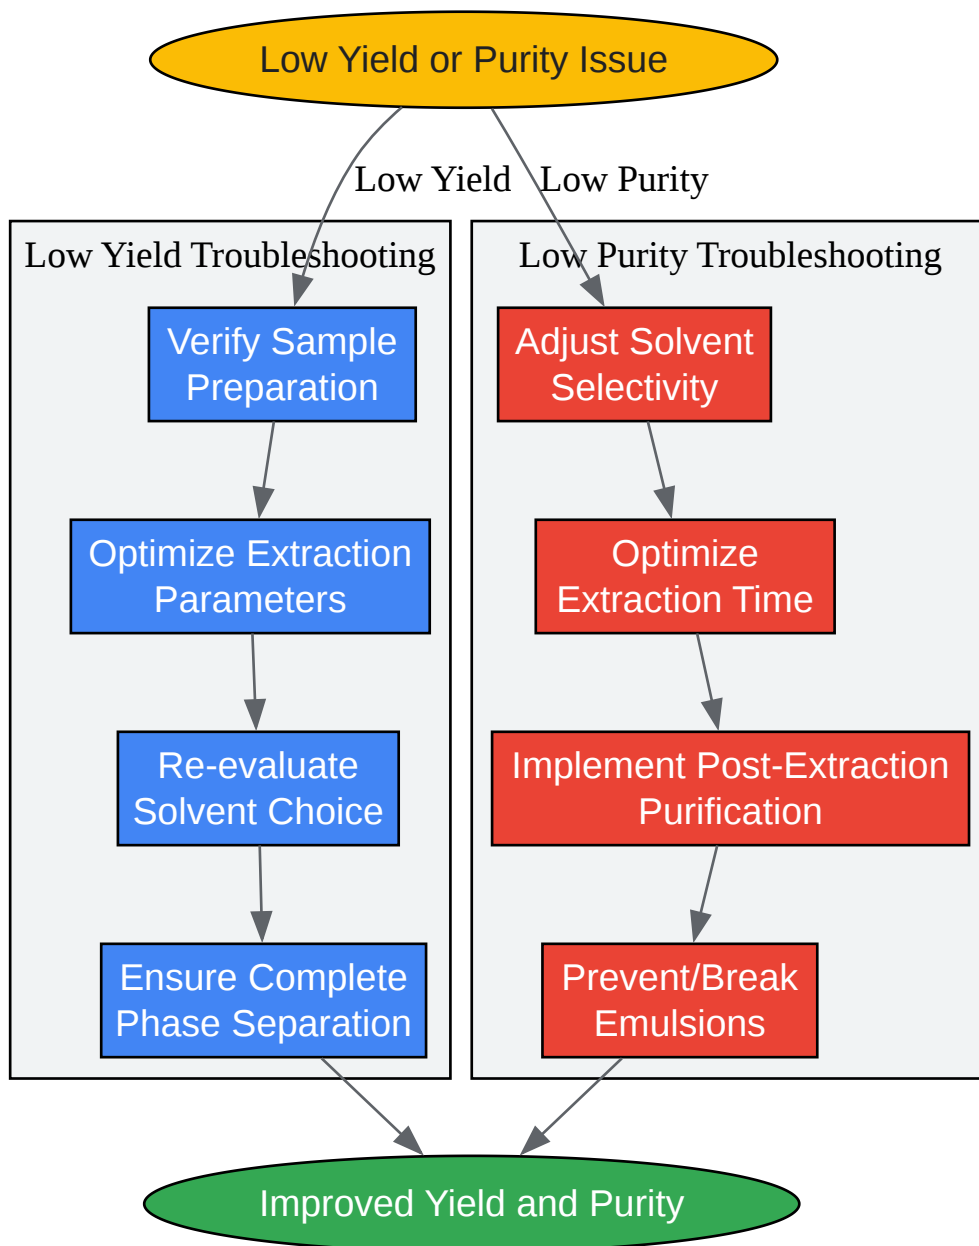 Low Yield or Purity Issue
Low Yield
Low Purity
Low Yield Troubleshooting
Verify Sample
Preparation
Optimize Extraction
Parameters
Re-evaluate
Solvent Choice
Ensure Complete
Phase Separation
Low Purity Troubleshooting
Adjust Solvent
Selectivity
Optimize
Extraction Time
Implement Post-Extraction
Purification
Prevent/Break
Emulsions
Improved Yield and Purity